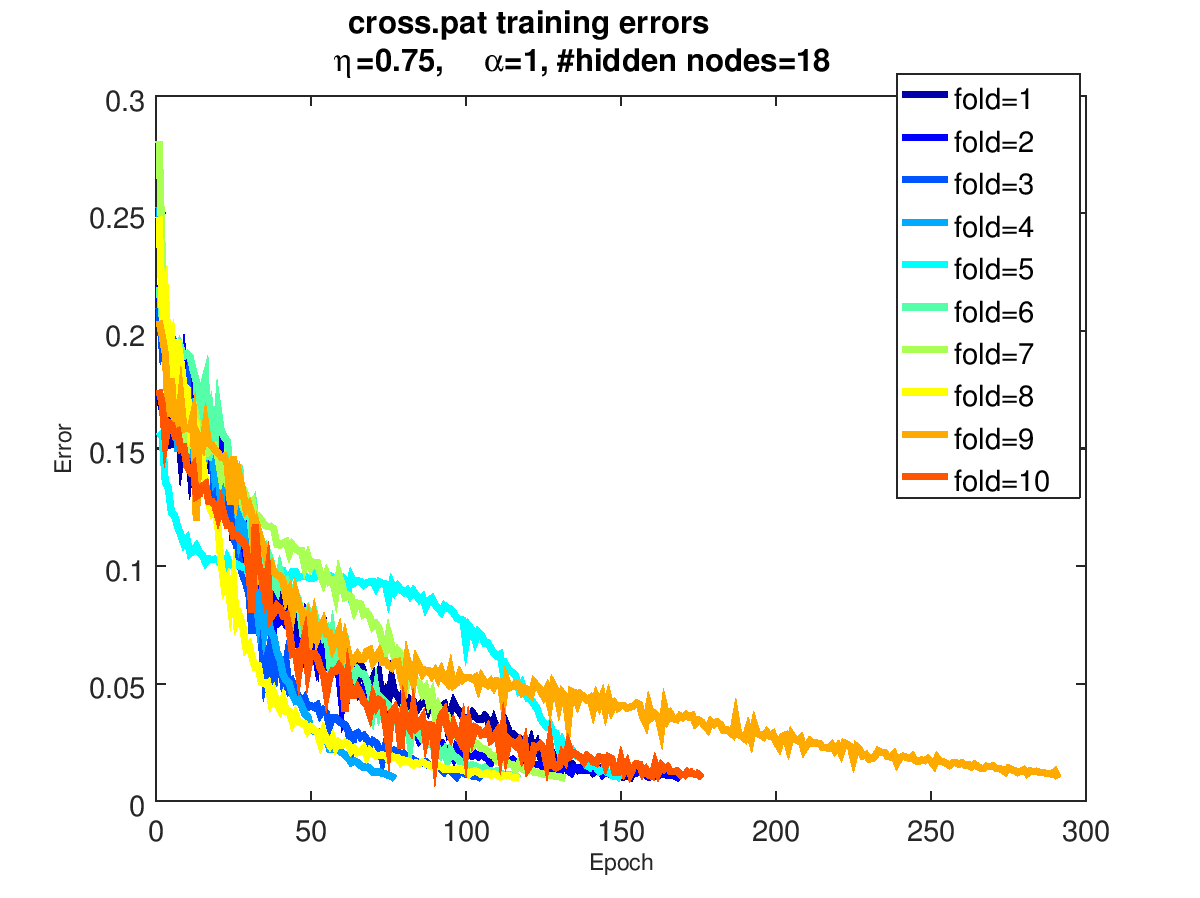 cross.pat training errors
η=0.75, α=1, #hidden nodes=18
0.3
0.25
0.2
0.15
0.1
0.05
0
Error
0 50 100 150 200 250 300
Epoch
fold=1
fold=2
fold=3
fold=4
fold=5
fold=6
fold=7
fold=8
fold=9
fold=10